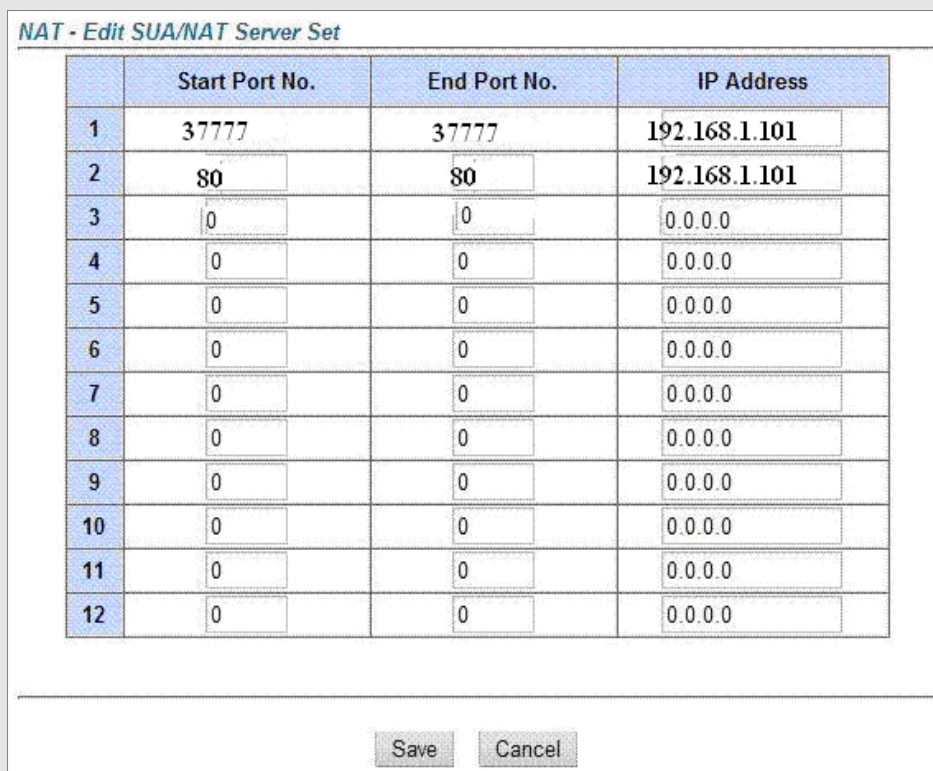 NAT - Edit SUA/NAT Server Set
Start Port No. End Port No. IP Address
1 37777 37777 192.168.1.101
2 80 80 192.168.1.101
3 0 0 0.0.0.0
4 0 0 0.0.0.0
5 0 0 0.0.0.0
6 0 0 0.0.0.0
7 0 0 0.0.0.0
8 0 0 0.0.0.0
9 0 0 0.0.0.0
10 0 0 0.0.0.0
11 0 0 0.0.0.0
12 0 0 0.0.0.0
Save Cancel